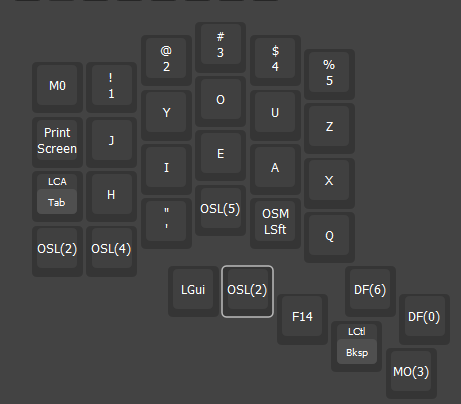 M0
!
1
@
2
#
3
$
4
%
5
Print
Screen
J
Y
O
U
Z
LCA
Tab
H
I
E
A
X
OSL(2)
OSL(4)
"
'
OSL(5)
OSM
LSft
Q
LGui
OSL(2)
F14
DF(6)
DF(0)
LCtl
Bksp
MO(3)